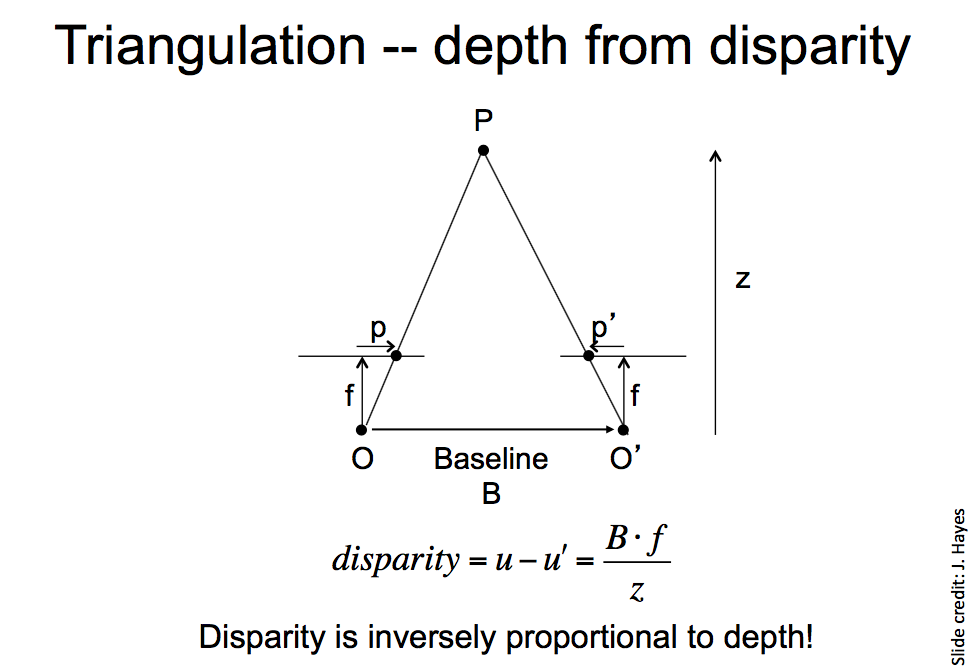 Triangulation -- depth from disparity
P
z
p
p’
f
f
O
Baseline
O’
B
disparity = u − u′ = B · f / z
Disparity is inversely proportional to depth!
Slide credit: J. Hayes